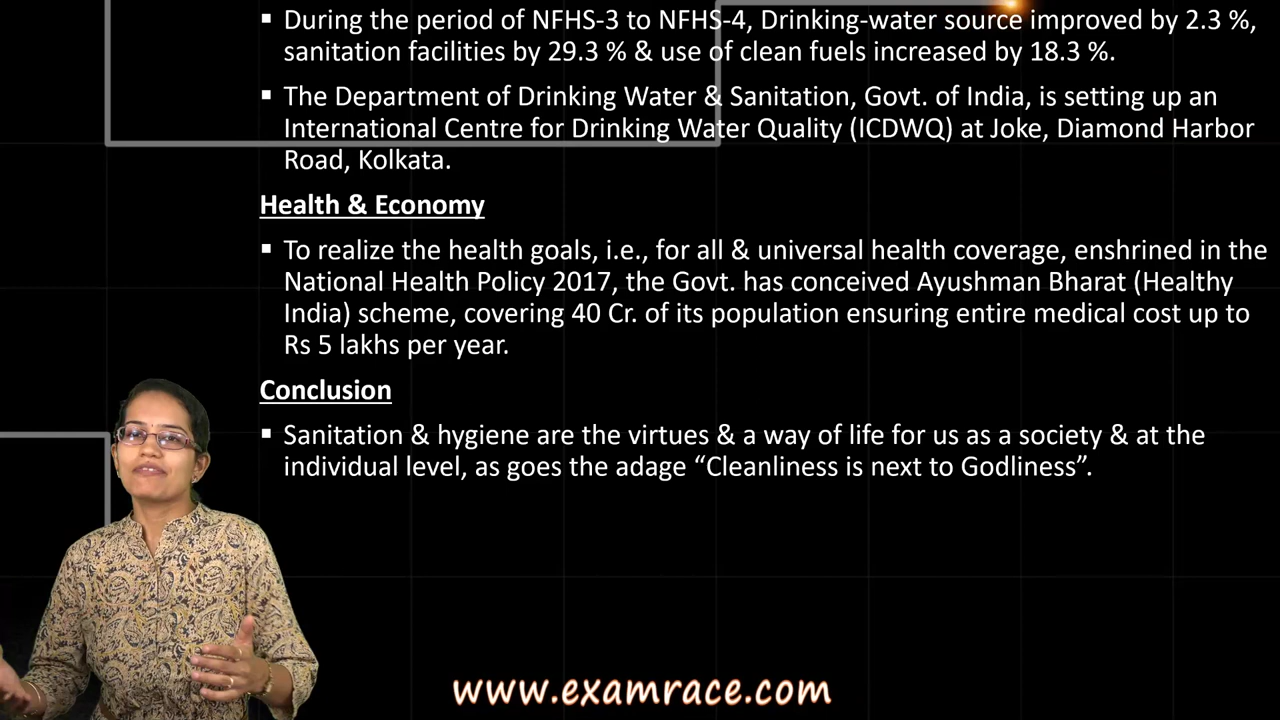 ▪ During the period of NFHS-3 to NFHS-4, Drinking-water source improved by 2.3 %,
sanitation facilities by 29.3 % & use of clean fuels increased by 18.3 %.
▪ The Department of Drinking Water & Sanitation, Govt. of India, is setting up an
International Centre for Drinking Water Quality (ICDWQ) at Joke, Diamond Harbor
Road, Kolkata.
Health & Economy
▪ To realize the health goals, i.e., for all & universal health coverage, enshrined in the
National Health Policy 2017, the Govt. has conceived Ayushman Bharat (Healthy
India) scheme, covering 40 Cr. of its population ensuring entire medical cost up to
Rs 5 lakhs per year.
Conclusion
▪ Sanitation & hygiene are the virtues & a way of life for us as a society & at the
individual level, as goes the adage “Cleanliness is next to Godliness”.
www.examrace.com